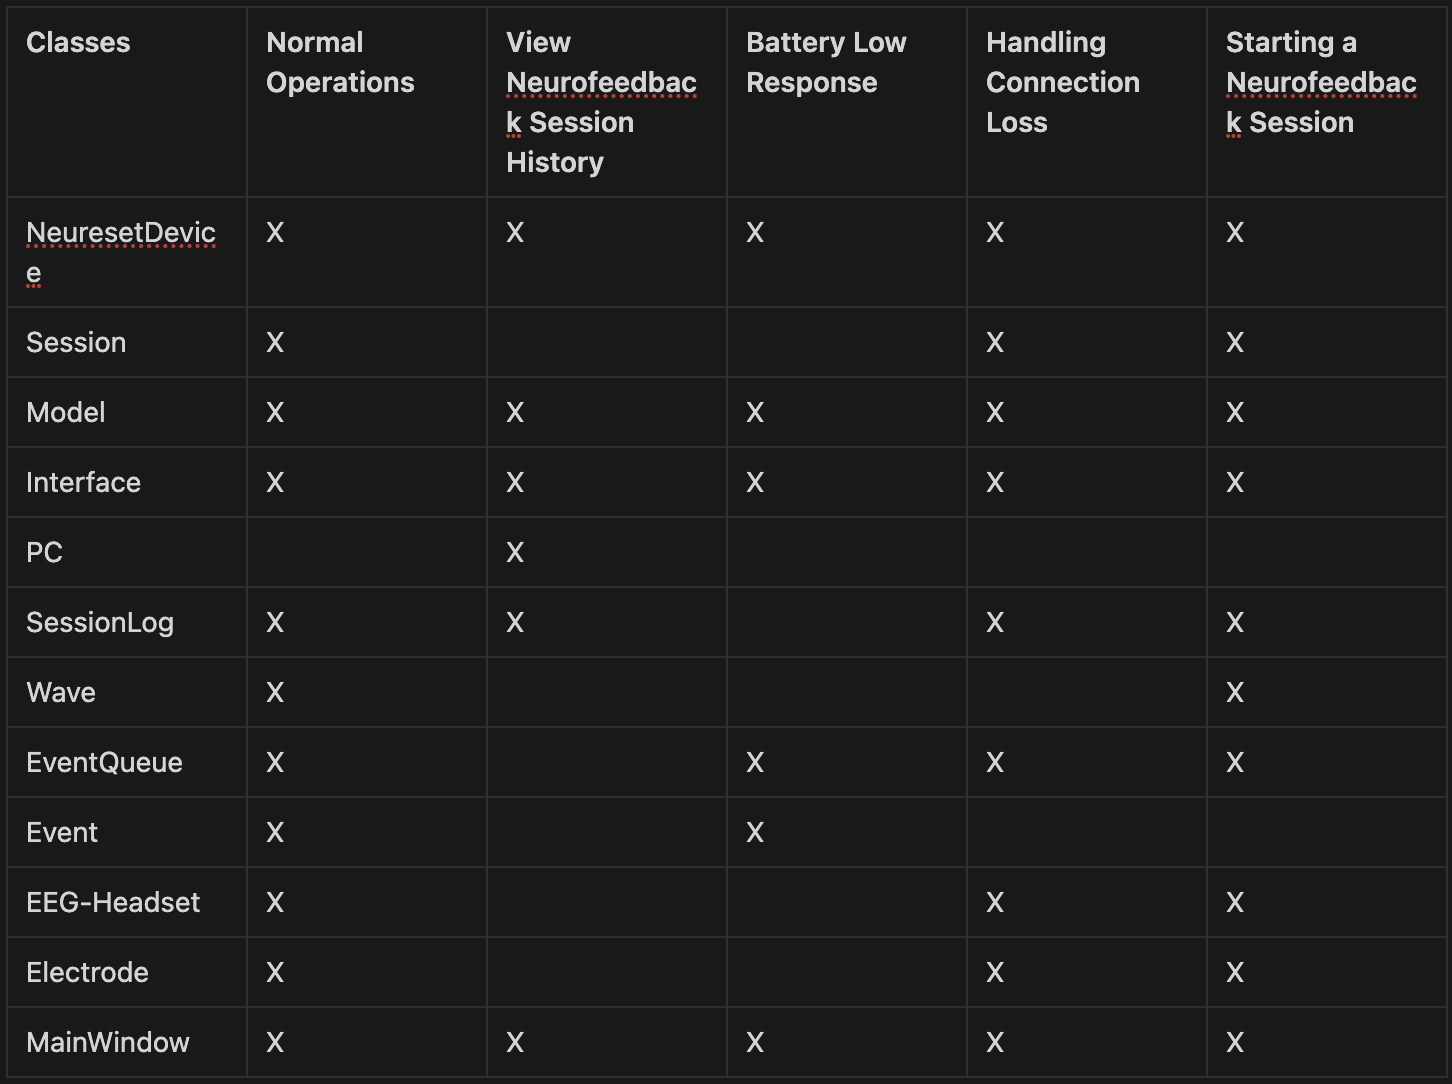 Classes Normal Operations View Neurofeedback Session History Battery Low Response Handling Connection Loss Starting a Neurofeedback Session
NeuresetDevice X X X X X
Session X X X
Model X X X X X
Interface X X X X X
PC X
SessionLog X X X X
Wave X X
EventQueue X X X X
Event X X
EEG-Headset X X X
Electrode X X X
MainWindow X X X X X